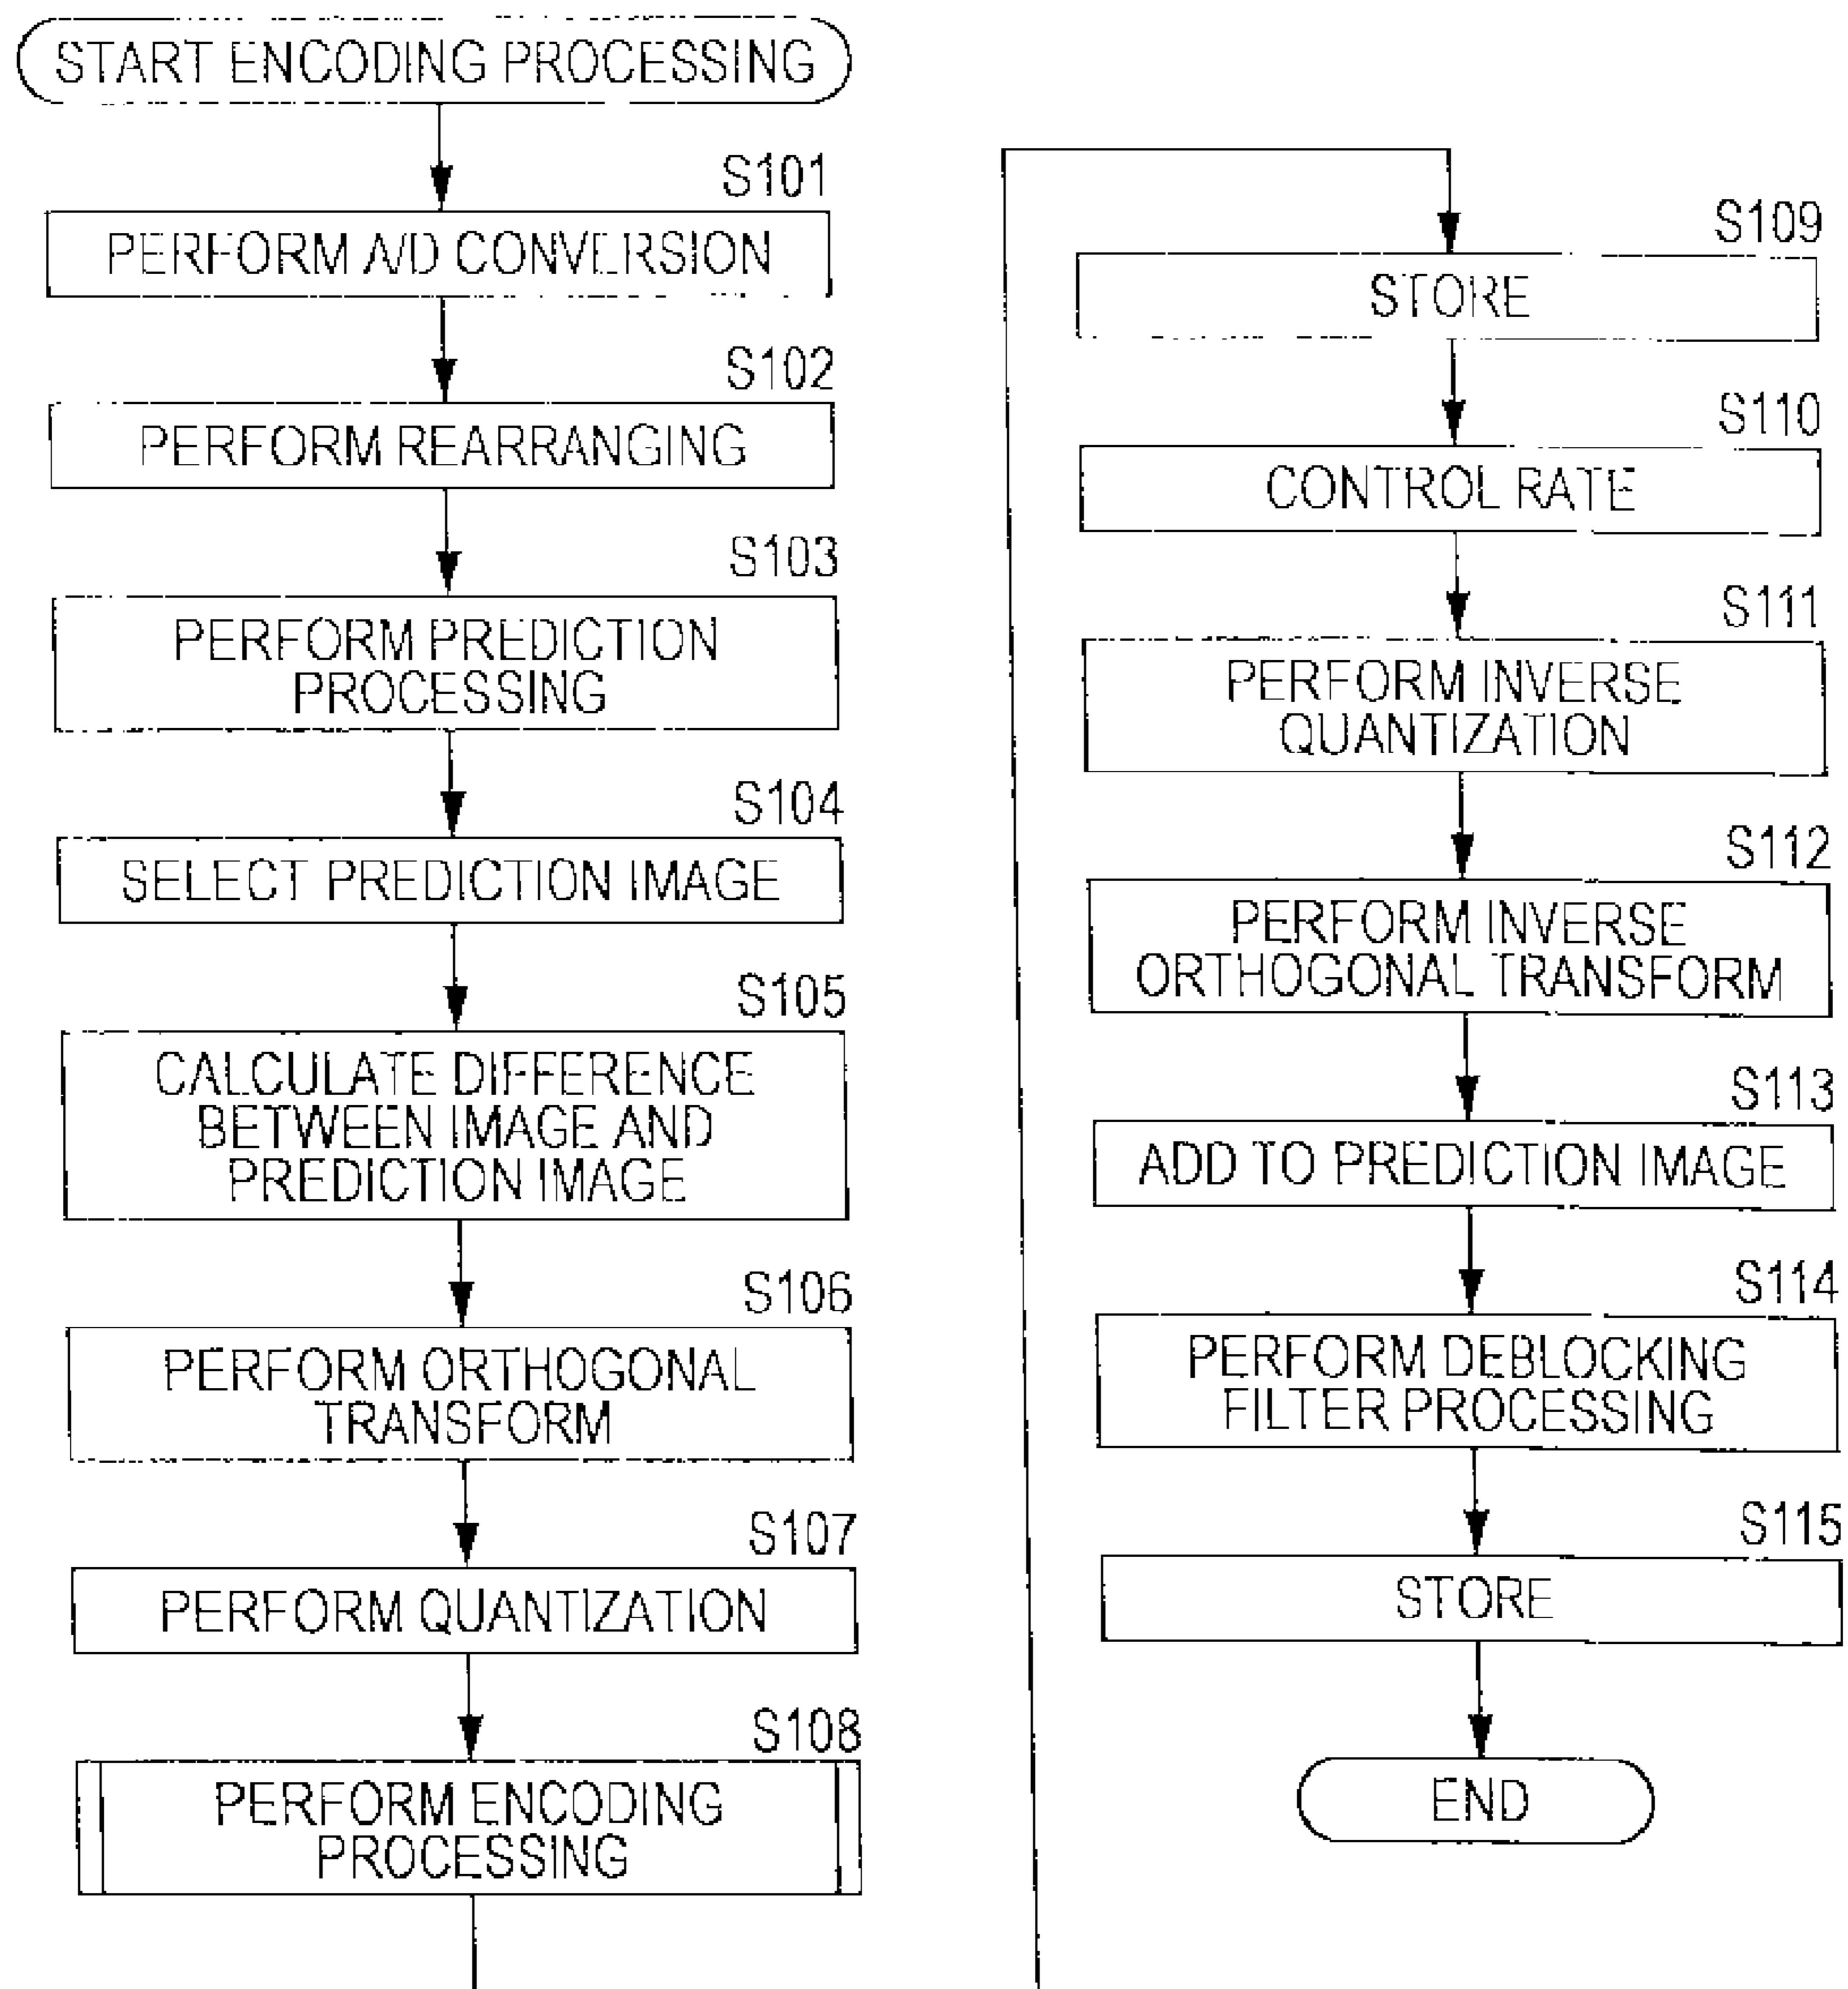 START ENCODING PROCESSING
S101
PERFORM A/D CONVERSION
S102
PERFORM REARRANGING
S103
PERFORM PREDICTION
PROCESSING
S104
SELECT PREDICTION IMAGE
S105
CALCULATE DIFFERENCE
BETWEEN IMAGE AND
PREDICTION IMAGE
S106
PERFORM ORTHOGONAL
TRANSFORM
S107
PERFORM QUANTIZATION
S108
PERFORM ENCODING
PROCESSING
S109
STORE
S110
CONTROL RATE
S111
PERFORM INVERSE
QUANTIZATION
S112
PERFORM INVERSE
ORTHOGONAL TRANSFORM
S113
ADD TO PREDICTION IMAGE
S114
PERFORM DEBLOCKING
FILTER PROCESSING
S115
STORE
END